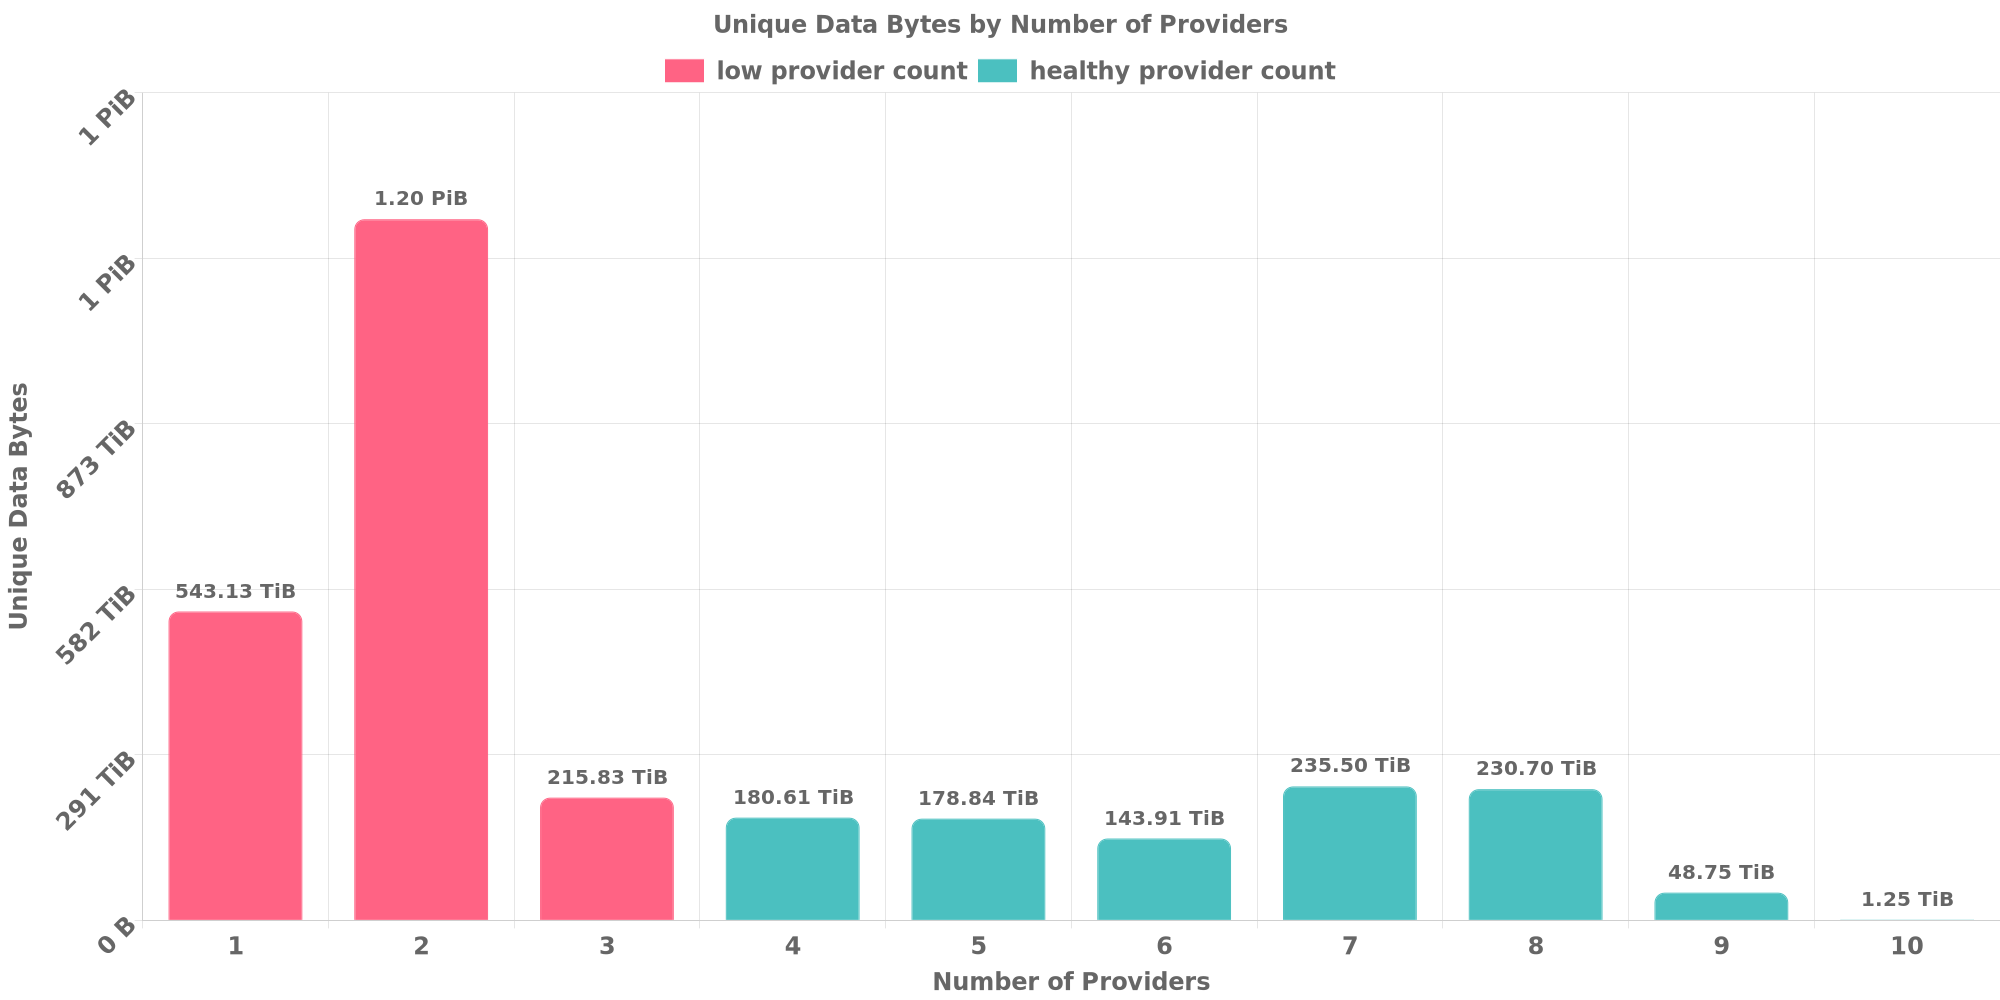 Unique Data Bytes by Number of Providers
low provider count healthy provider count
1 PiB
1 PiB
873 TiB
582 TiB
291 TiB
0 B
Unique Data Bytes
543.13 TiB
1.20 PiB
215.83 TiB
180.61 TiB
178.84 TiB
143.91 TiB
235.50 TiB
230.70 TiB
48.75 TiB
1.25 TiB
1 2 3 4 5 6 7 8 9 10
Number of Providers